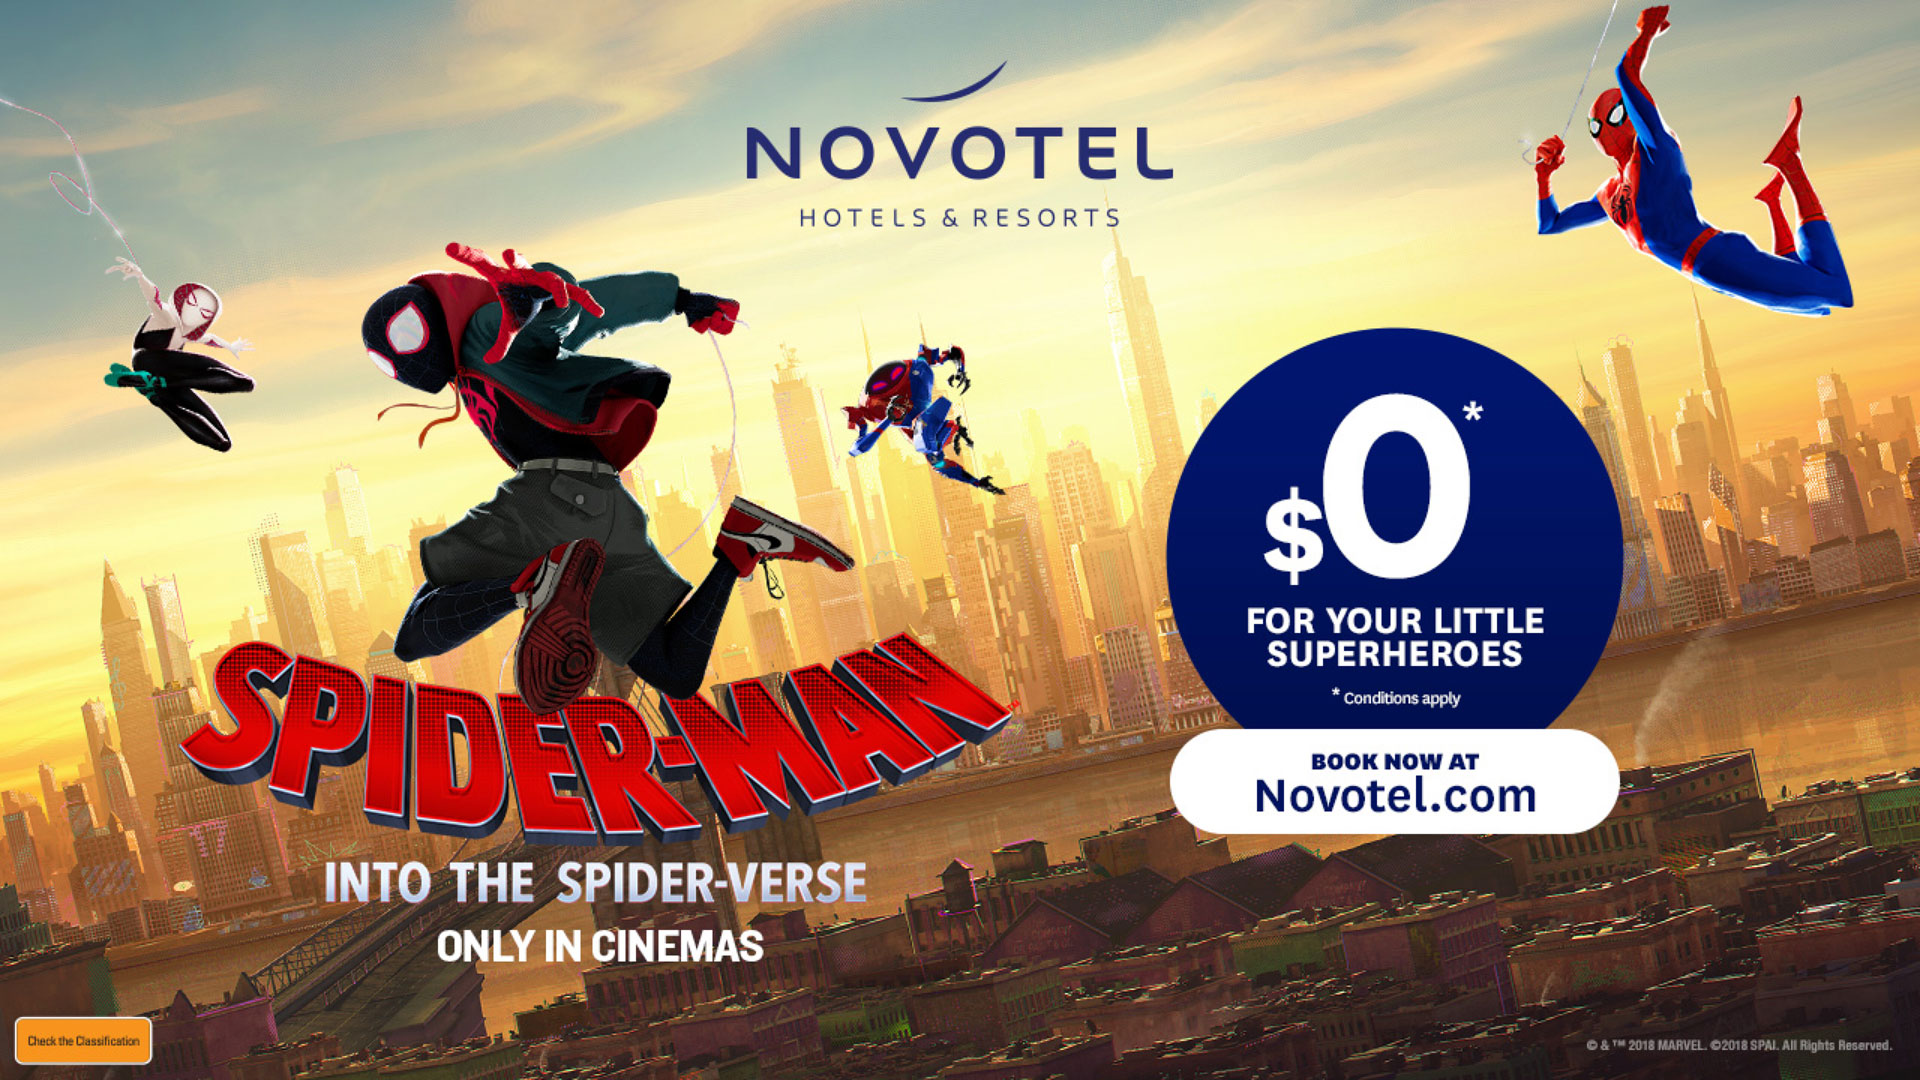 NOVOTEL
HOTELS & RESORTS
$0*
FOR YOUR LITTLE
SUPERHEROES
* Conditions apply
BOOK NOW AT
Novotel.com
SPIDER-MAN™
INTO THE SPIDER-VERSE
ONLY IN CINEMAS
Check the Classification
© & ™ 2018 MARVEL. ©2018 SPAI. All Rights Reserved.